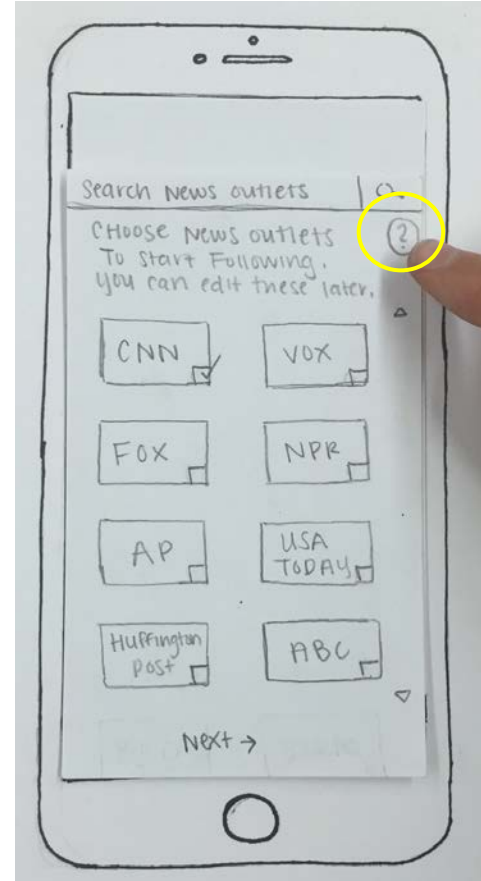 Search News outlets
CHOOSE News outlets
To start Following.
you can edit these later.
?
CNN
VOX
FOX
NPR
AP
USA
TODAY
Huffington
Post
ABC
Next →